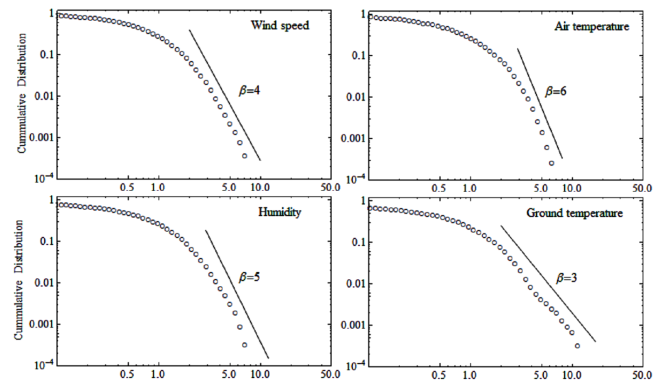 Wind speed
Cummulative Distribution
1
0.1
0.01
0.001
10⁻⁴
β=4
0.5 1.0 5.0 10.0 50.0
Air temperature
1
0.1
0.01
0.001
10⁻⁴
β=6
0.5 1.0 5.0 10.0 50.0
Humidity
Cummulative Distribution
1
0.1
0.01
0.001
10⁻⁴
β=5
0.5 1.0 5.0 10.0 50.0
Ground temperature
1
0.1
0.01
0.001
10⁻⁴
β=3
0.5 1.0 5.0 10.0 50.0